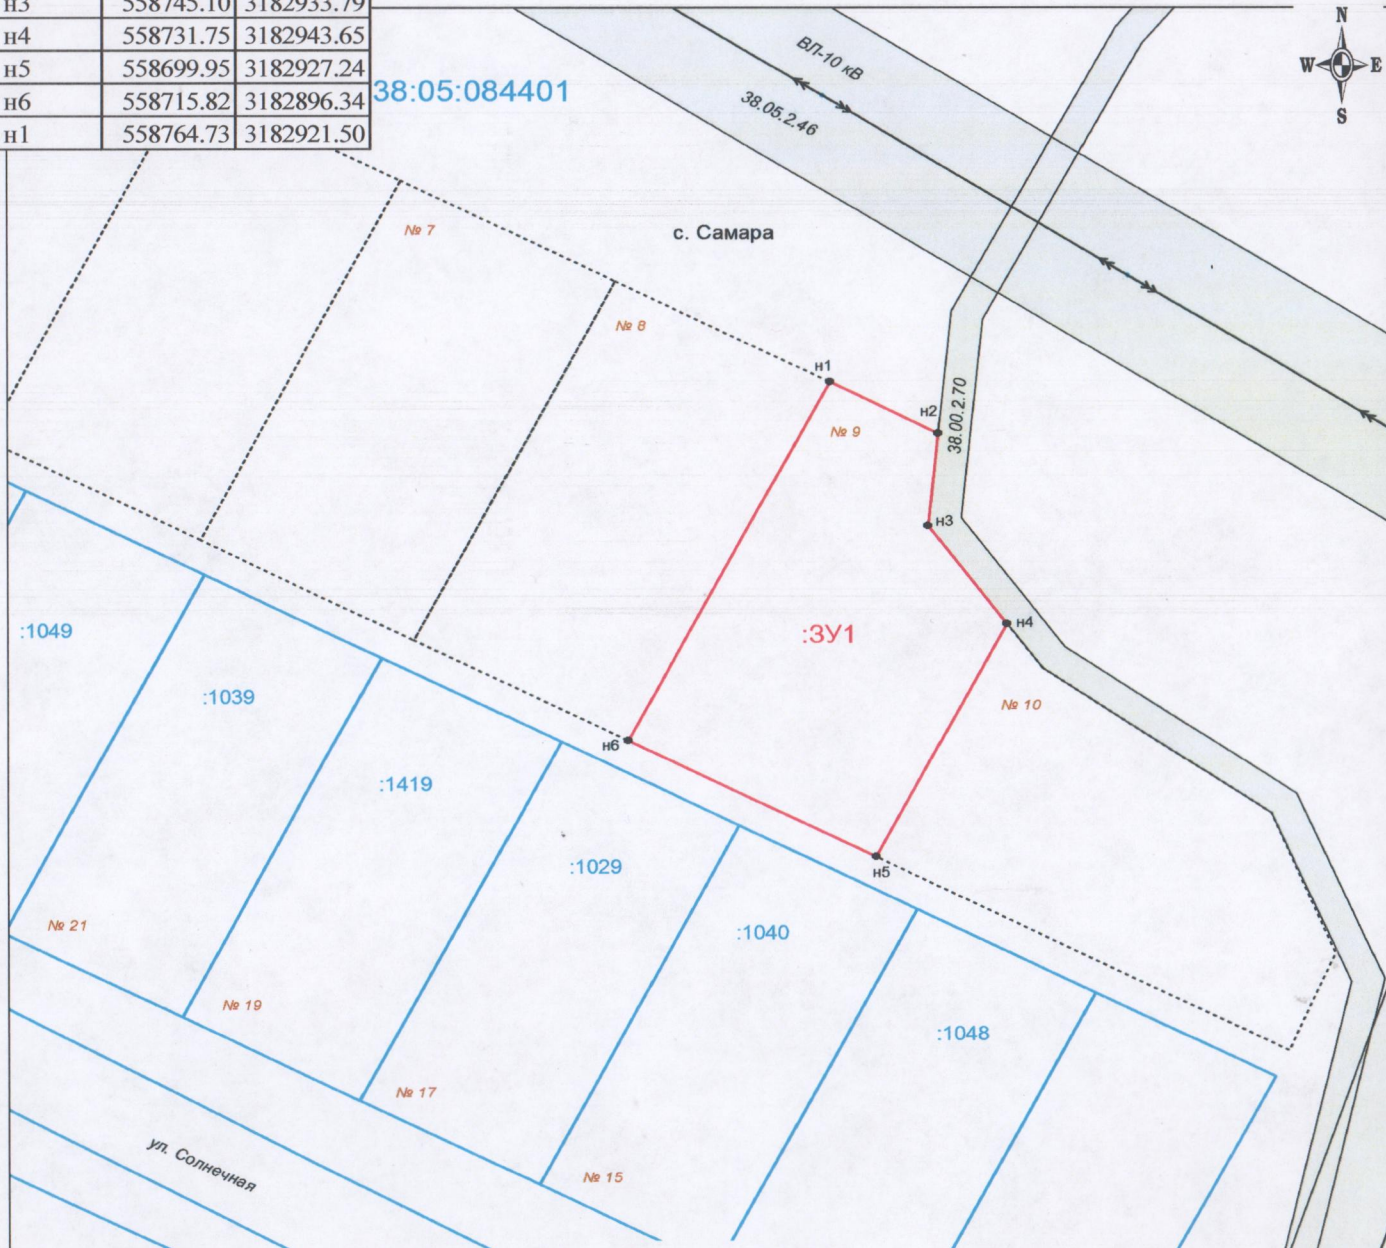 н3 558745.10 3182933.79
н4 558731.75 3182943.65
н5 558699.95 3182927.24
н6 558715.82 3182896.34
н1 558764.73 3182921.50
38:05:084401
N
W E
S
ВЛ-10 кВ
38.05.2.46
с. Самара
№ 7
№ 8
н1
н2
№ 9
38.00.2.70
н3
н4
:ЗУ1
№ 10
н6
н5
:1049
:1039
:1419
:1029
:1040
:1048
№ 21
№ 19
№ 17
№ 15
ул. Солнечная